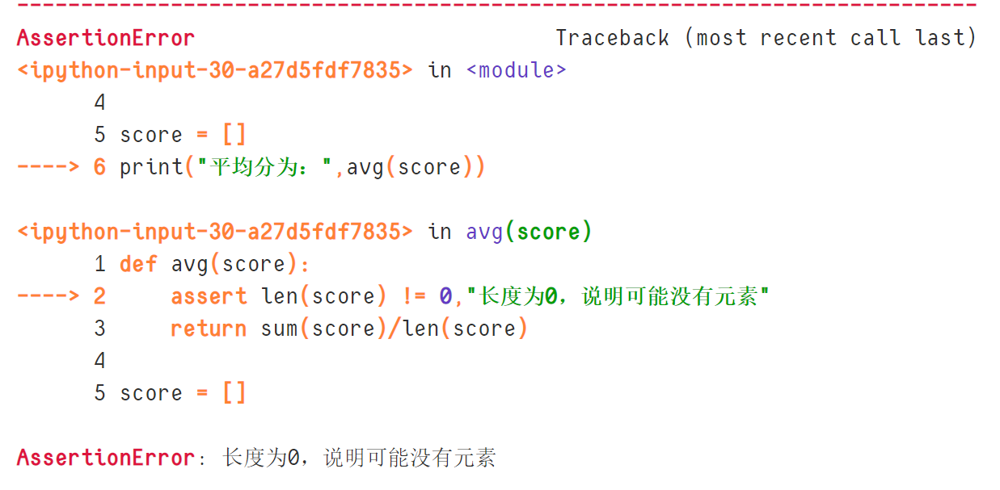 ---------------------------------------------------------------------------
AssertionError                            Traceback (most recent call last)
<ipython-input-30-a27d5fdf7835> in <module>
      4
      5 score = []
----> 6 print("平均分为：",avg(score))
<ipython-input-30-a27d5fdf7835> in avg(score)
      1 def avg(score):
----> 2     assert len(score) != 0,"长度为0，说明可能没有元素"
      3     return sum(score)/len(score)
      4
      5 score = []
AssertionError: 长度为0，说明可能没有元素